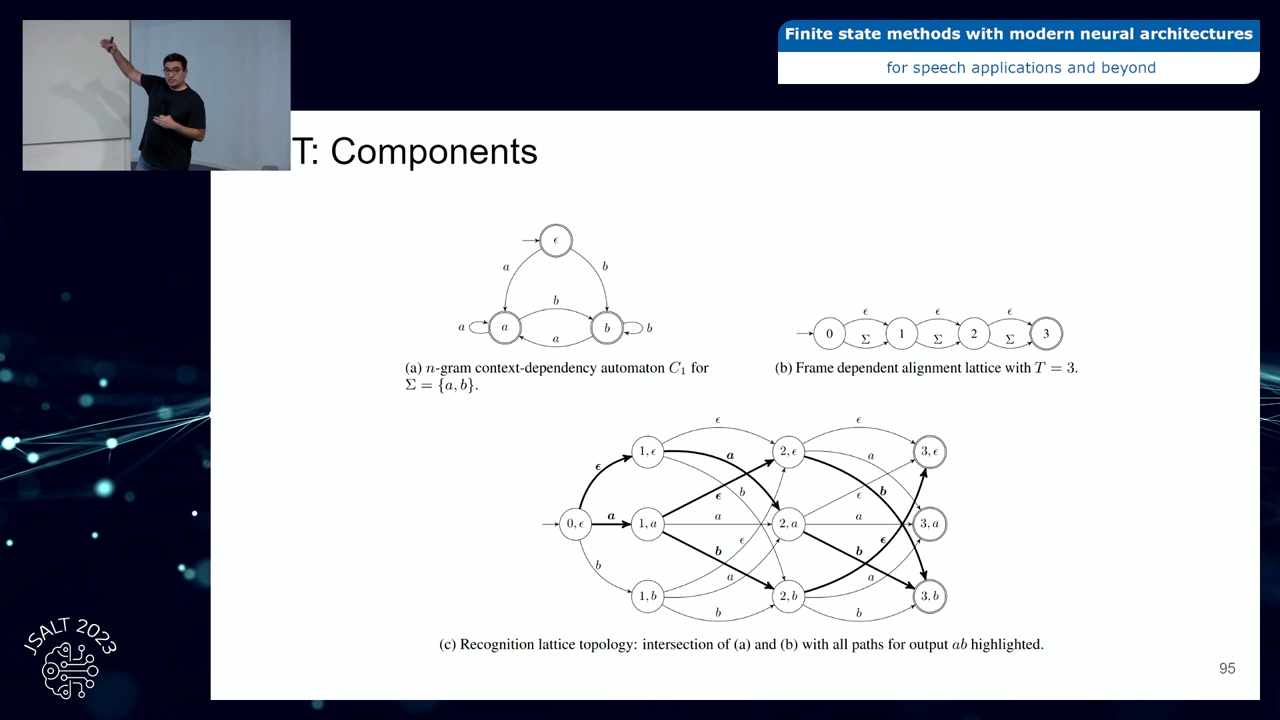 Finite state methods with modern neural architectures
for speech applications and beyond
T: Components
ϵ
a
b
b
a
a
b
a
b
(a) n-gram context-dependency automaton C₁ for
Σ = {a, b}.
ϵ
ϵ
ϵ
0
1
2
3
Σ
Σ
Σ
(b) Frame dependent alignment lattice with T = 3.
ϵ
ϵ
1, ϵ
2, ϵ
3, ϵ
a
a
ϵ
b
b
ϵ
ϵ
0, ϵ
a
1, a
a
2, a
a
3, a
ϵ
ϵ
b
b
b
a
a
1, b
2, b
3, b
b
b
(c) Recognition lattice topology: intersection of (a) and (b) with all paths for output ab highlighted.
JSALT 2023
95